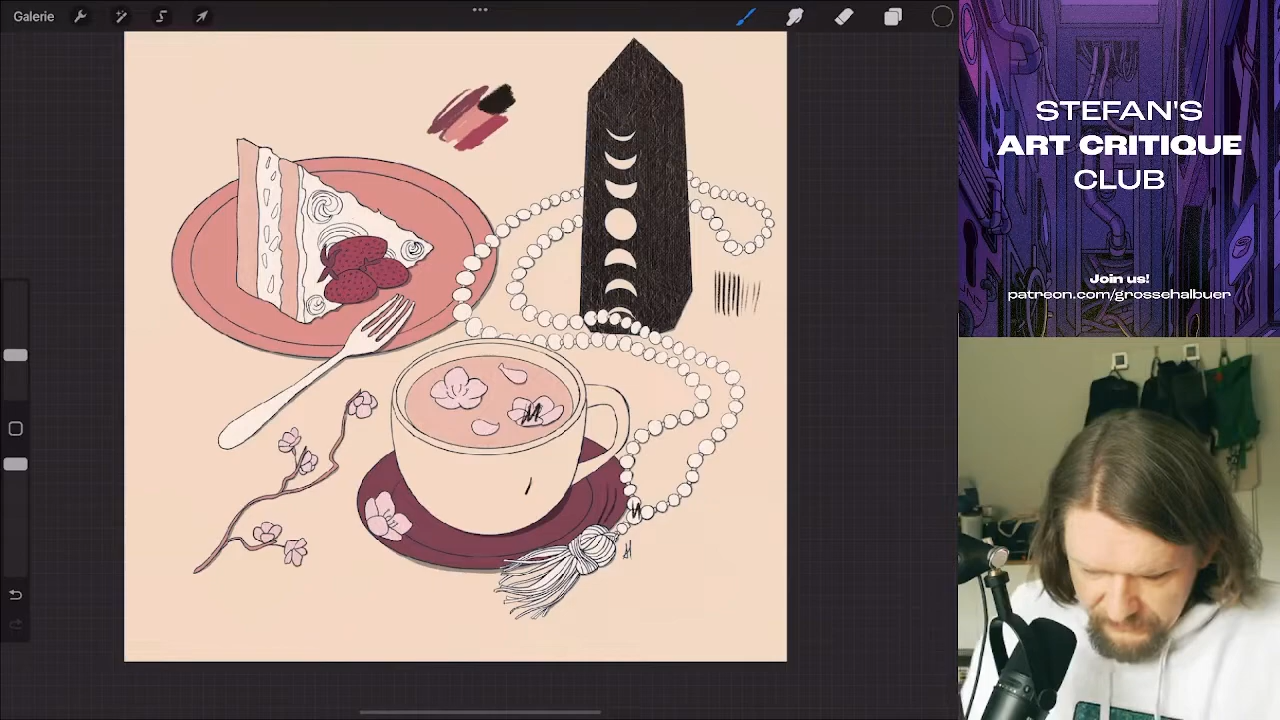 Galerie
STEFAN'S
ART CRITIQUE
CLUB
Join us!
patreon.com/grossehalbuer